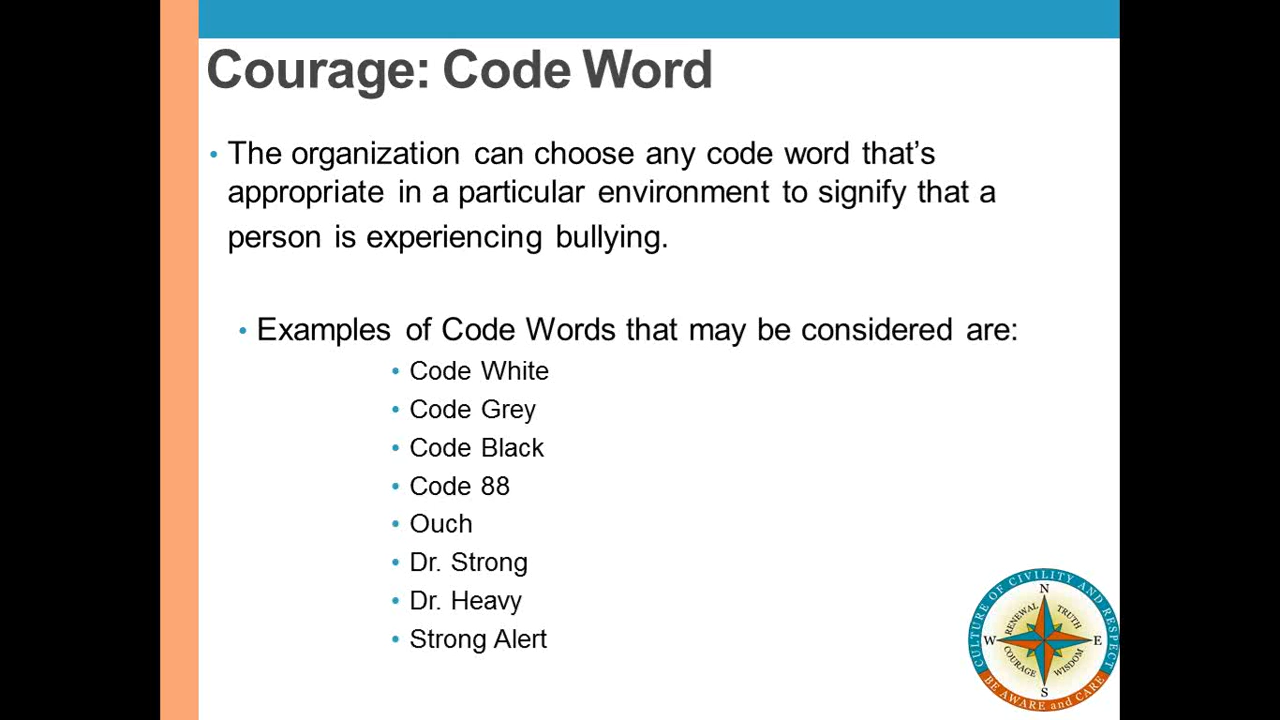 Courage: Code Word
• The organization can choose any code word that’s
appropriate in a particular environment to signify that a
person is experiencing bullying.
• Examples of Code Words that may be considered are:
• Code White
• Code Grey
• Code Black
• Code 88
• Ouch
• Dr. Strong
• Dr. Heavy
• Strong Alert
CULTURE OF CIVILITY AND RESPECT
N
RENEWAL
TRUTH
W
E
COURAGE
WISDOM
S
BE AWARE and CARE